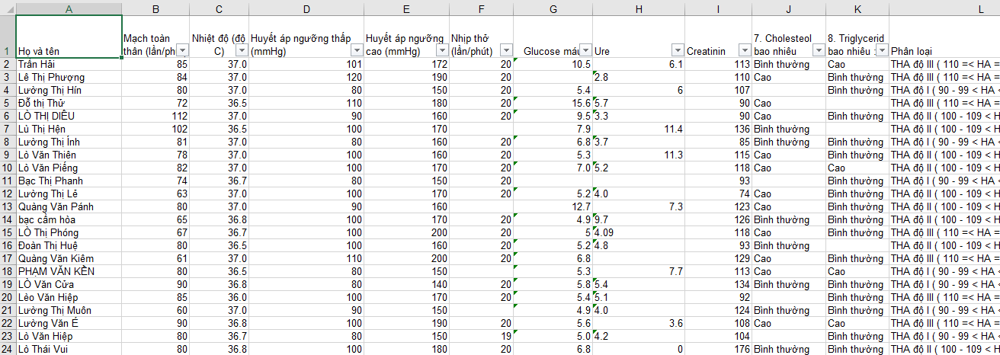 A B C D E F G H I J K L
1 Họ và tên Mạch toàn thân (lần/phú Nhiệt độ (độ C) Huyết áp ngưỡng thấp (mmHg) Huyết áp ngưỡng cao (mmHg) Nhịp thở (lần/phút) Glucose máu Ure Creatinin 7. Cholesteol bao nhiêu 8. Triglycerid bao nhiêu : Phân loại
2 Trần Hải 85 37.0 101 172 20 10.5 6.1 113 Bình thường Cao THA độ III ( 110 =< HA =
3 Lê Thị Phượng 84 37.0 120 190 20 2.8 110 Cao Bình thường THA độ III ( 110 =< HA =
4 Lường Thị Hín 80 37.0 80 150 20 5.4 6 107 Bình thường THA độ I ( 90 - 99 < HA <
5 Đỗ thị Thử 72 36.5 110 180 20 15.6 5.7 90 Cao THA độ III ( 110 =< HA =
6 LÒ THỊ DIÊU 112 37.0 90 160 20 9.5 3.3 90 Cao Bình thường THA độ II ( 100 - 109 < H
7 Lù Thị Hện 102 36.5 100 170 7.9 11.4 136 Bình thường THA độ II ( 100 - 109 < H
8 Lường Thị Ính 81 37.0 80 160 20 6.8 3.7 85 Bình thường Bình thường THA độ I ( 90 - 99 < HA <
9 Lò Văn Thiên 78 37.0 100 160 20 5.3 11.3 115 Cao Bình thường THA độ II ( 100 - 109 < H
10 Lò Văn Piếng 82 37.0 100 170 20 7.0 5.2 118 Cao Cao THA độ II ( 100 - 109 < H
11 Bạc Thị Phanh 74 36.7 80 150 20 93 Bình thường THA độ I ( 90 - 99 < HA <
12 Lường Thị Lẻ 63 37.0 100 170 20 5.2 4.0 74 Cao Bình thường THA độ II ( 100 - 109 < H
13 Quàng Văn Pánh 80 37.0 90 160 12.7 7.3 123 Cao Bình thường THA độ II ( 100 - 109 < H
14 bạc cầm hòa 65 36.8 100 170 20 4.9 9.7 126 Bình thường Bình thường THA độ II ( 100 - 109 < H
15 LÒ Thị Phóng 67 36.7 100 200 20 5 4.09 118 Cao Bình thường THA độ III ( 110 =< HA =
16 Đoàn Thị Huệ 80 36.5 100 160 20 5.2 4.8 93 Bình thường THA độ II ( 100 - 109 < H
17 Quàng Văn Kiêm 61 37.0 110 200 20 6.8 129 Cao Bình thường THA độ III ( 110 =< HA =
18 PHẠM VĂN KỀN 80 36.5 80 150 5.3 7.7 113 Cao Cao THA độ I ( 90 - 99 < HA <
19 LÒ Văn Cửa 90 36.8 80 140 20 5.8 5.4 134 Bình thường Bình thường THA độ I ( 90 - 99 < HA <
20 Lèo Văn Hiệp 85 36.0 100 170 20 5.4 5.1 92 Bình thường THA độ III ( 110 =< HA =
21 Lường Thị Muôn 60 37.0 90 150 4.9 4.0 124 Bình thường Bình thường THA độ I ( 90 - 99 < HA <
22 Lường Văn É 90 36.8 100 190 20 5.6 3.6 108 Cao Cao THA độ III ( 110 =< HA =
23 Lò Văn Hiệp 80 36.7 80 150 19 5.0 4.2 104 Bình thường THA độ I ( 90 - 99 < HA <
24 Lò Thái Vui 80 36.8 100 180 20 6.8 0 176 Bình thường Bình thường THA độ II ( 100 - 109 < H